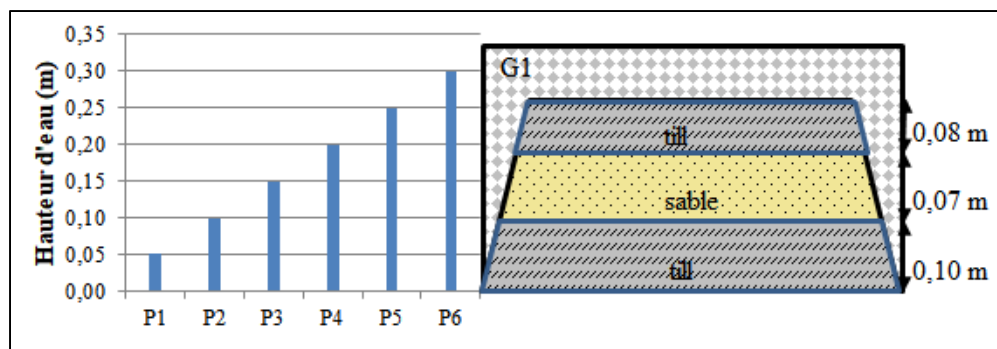 Hauteur d'eau (m)
0,35
0,30
0,25
0,20
0,15
0,10
0,05
0,00
P1 P2 P3 P4 P5 P6
G1
till
sable
till
0,08 m
0,07 m
0,10 m